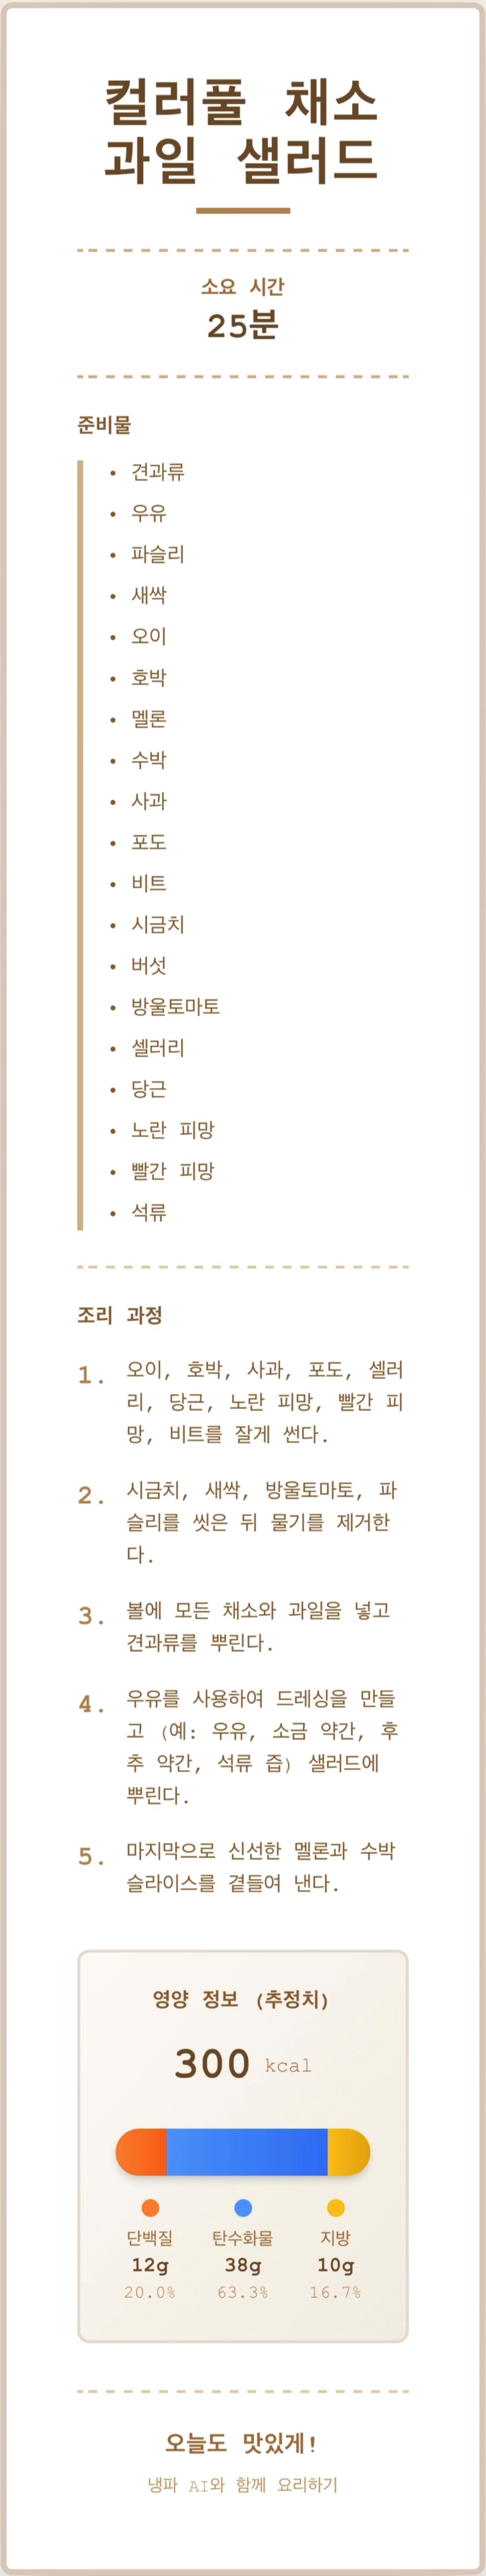 컬러풀 채소
과일 샐러드
소요 시간
25분
준비물
• 견과류
• 우유
• 파슬리
• 새싹
• 오이
• 호박
• 멜론
• 수박
• 사과
• 포도
• 비트
• 시금치
• 버섯
• 방울토마토
• 셀러리
• 당근
• 노란 피망
• 빨간 피망
• 석류
조리 과정
1. 오이, 호박, 사과, 포도, 셀러
리, 당근, 노란 피망, 빨간 피
망, 비트를 잘게 썬다.
2. 시금치, 새싹, 방울토마토, 파
슬리를 씻은 뒤 물기를 제거한
다.
3. 볼에 모든 채소와 과일을 넣고
견과류를 뿌린다.
4. 우유를 사용하여 드레싱을 만들
고 (예: 우유, 소금 약간, 후
추 약간, 석류 즙) 샐러드에
뿌린다.
5. 마지막으로 신선한 멜론과 수박
슬라이스를 곁들여 낸다.
영양 정보 (추정치)
300 kcal
단백질 탄수화물 지방
12g 38g 10g
20.0% 63.3% 16.7%
오늘도 맛있게!
냉파 AI와 함께 요리하기